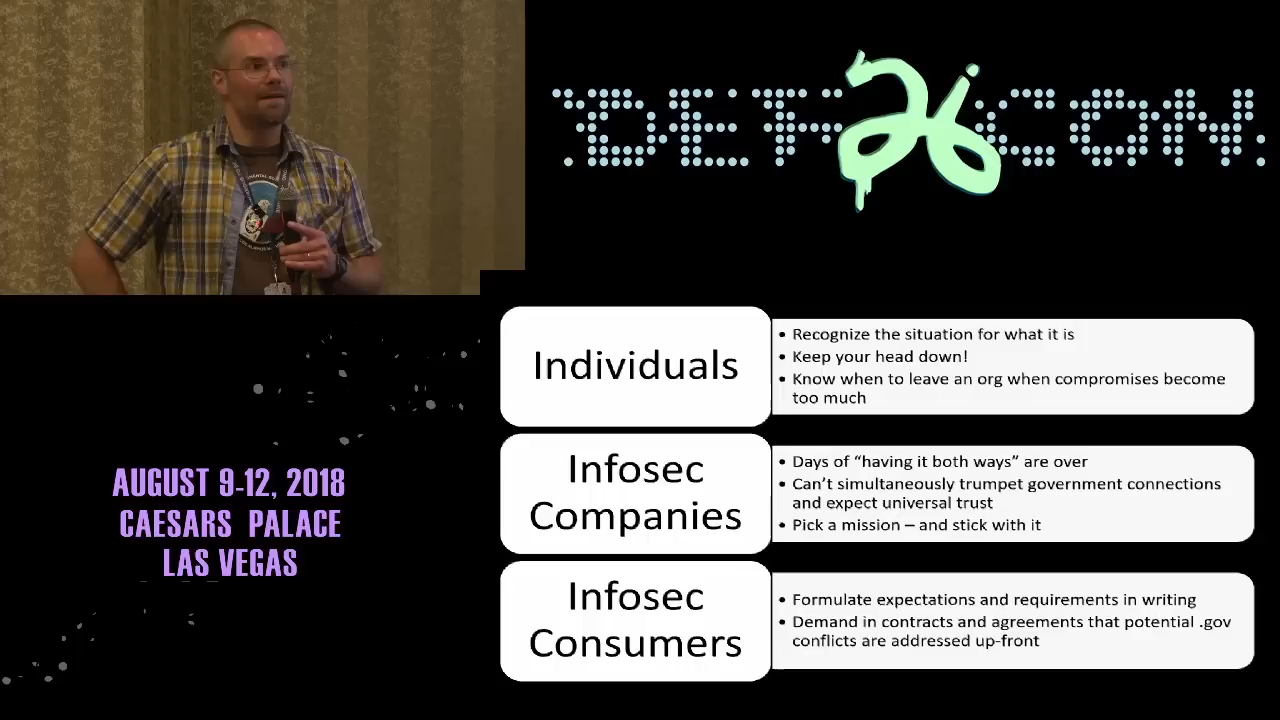 DEF 26 CON
Individuals
• Recognize the situation for what it is
• Keep your head down!
• Know when to leave an org when compromises become
too much
Infosec
Companies
• Days of “having it both ways” are over
• Can’t simultaneously trumpet government connections
and expect universal trust
• Pick a mission – and stick with it
Infosec
Consumers
• Formulate expectations and requirements in writing
• Demand in contracts and agreements that potential .gov
conflicts are addressed up-front
AUGUST 9-12, 2018
CAESARS PALACE
LAS VEGAS